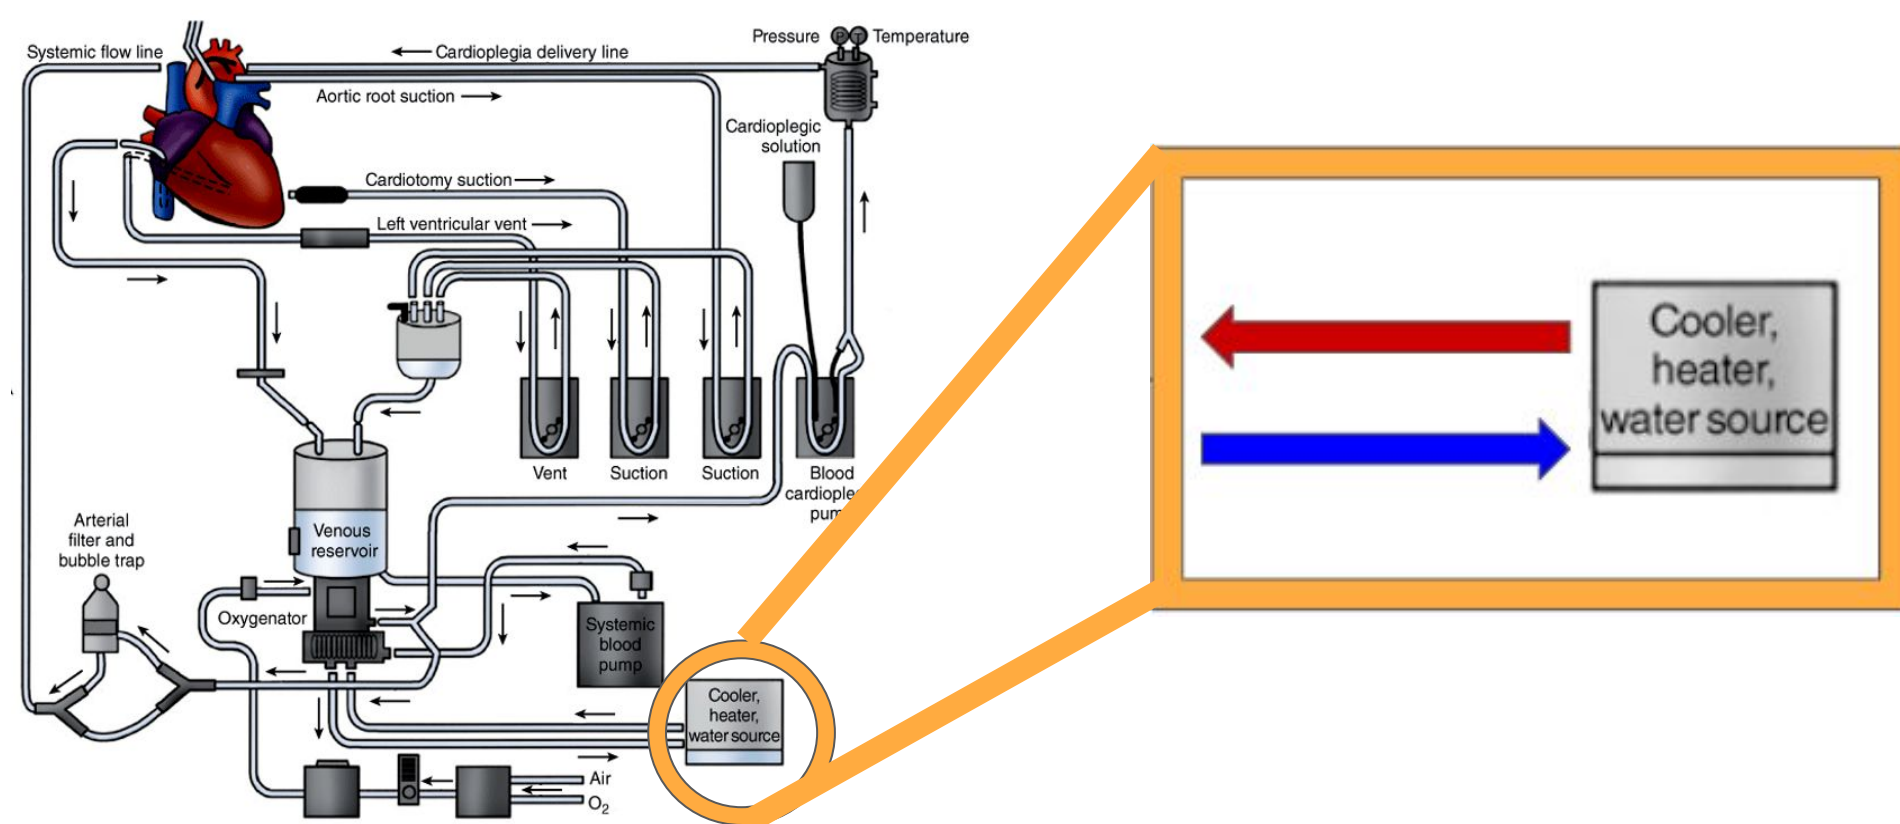 Systemic flow line
Cardioplegia delivery line
Pressure
P
T
Temperature
Aortic root suction
Cardioplegic
solution
Cardiotomy suction
Left ventricular vent
Vent
Suction
Suction
Blood
Venous
reservoir
Arterial
filter and
bubble trap
Oxygenator
Systemic
blood
pump
Cooler,
heater,
water source
Air
O₂
Cooler,
heater,
water source